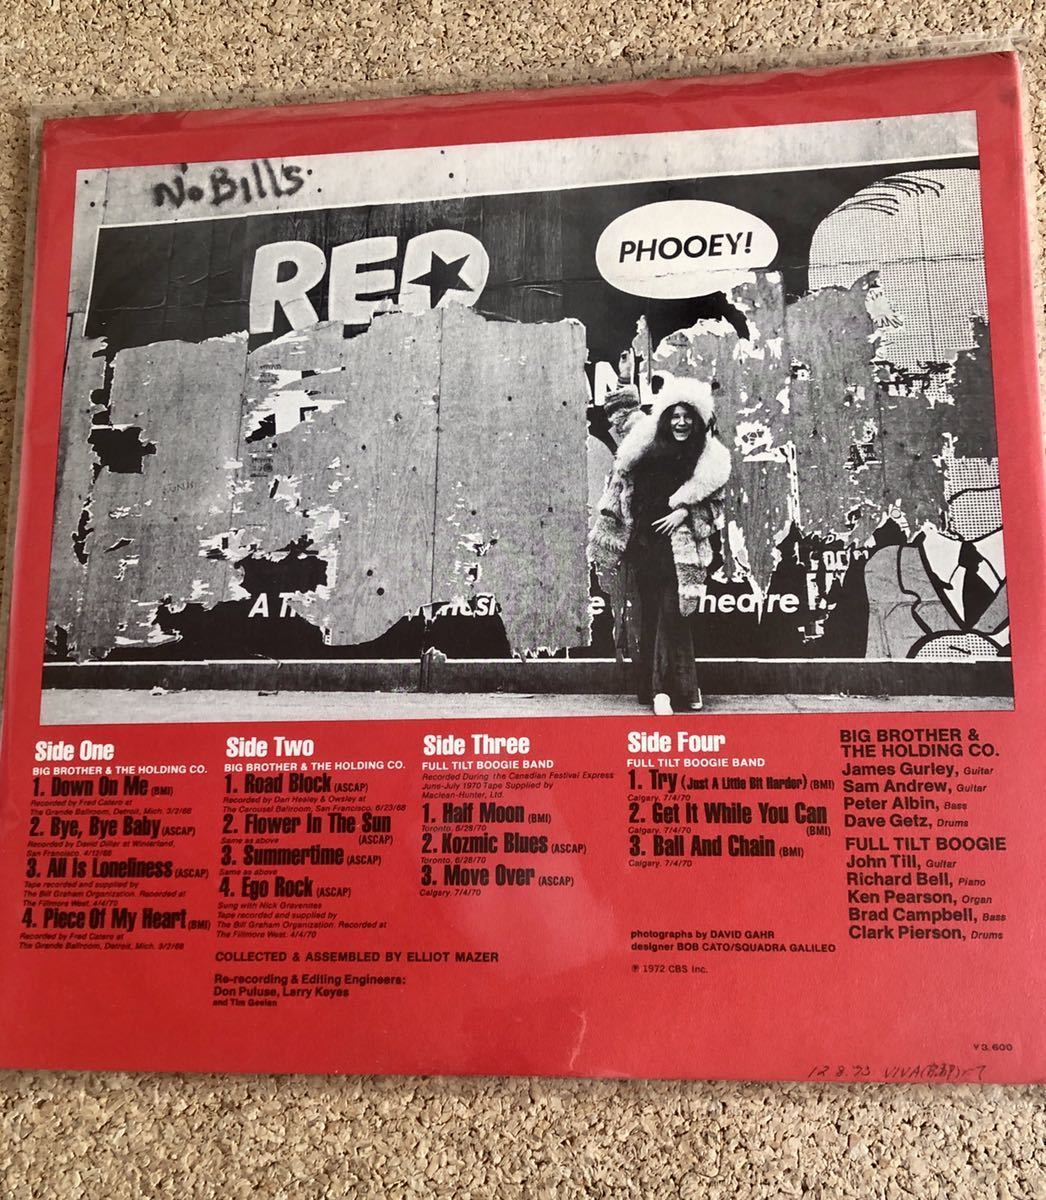 No Bills
RED
PHOOEY!
A T
heatre
Side One
BIG BROTHER & THE HOLDING CO.
1. Down On Me (BMI)
Recorded by Fred Catero at
The Grande Ballroom, Detroit, Mich. 3/2/68
2. Bye, Bye Baby (ASCAP)
Recorded by David Diller at Winterland,
San Francisco. 4/12/68
3. All Is Loneliness (ASCAP)
Tape recorded and supplied by
The Bill Graham Organization. Recorded at
The Fillmore West. 4/4/70
4. Piece Of My Heart (BMI)
Recorded by Fred Catero at
The Grande Ballroom, Detroit, Mich. 3/2/68
Side Two
BIG BROTHER & THE HOLDING CO.
1. Road Block (ASCAP)
Recorded by Dan Healey & Owsley at
The Carousel Ballroom, San Francisco, 6/23/68
2. Flower In The Sun
Same as above (ASCAP)
3. Summertime (ASCAP)
Same as above
4. Ego Rock (ASCAP)
Sung with Nick Gravenites
Tape recorded and supplied by
The Bill Graham Organization. Recorded at
The Fillmore West. 4/4/70
Side Three
FULL TILT BOOGIE BAND
Recorded During the Canadian Festival Express
June-July 1970 Tape Supplied by
Maclean-Hunter, Ltd.
1. Half Moon (BMI)
Toronto. 6/28/70
2. Kozmic Blues (ASCAP)
Toronto. 6/28/70
3. Move Over (ASCAP)
Calgary. 7/4/70
Side Four
FULL TILT BOOGIE BAND
1. Try (Just A Little Bit Harder) (BMI)
Calgary. 7/4/70
2. Get It While You Can
Calgary. 7/4/70 (BMI)
3. Ball And Chain (BMI)
Calgary. 7/4/70
BIG BROTHER &
THE HOLDING CO.
James Gurley, Guitar
Sam Andrew, Guitar
Peter Albin, Bass
Dave Getz, Drums
FULL TILT BOOGIE
John Till, Guitar
Richard Bell, Piano
Ken Pearson, Organ
Brad Campbell, Bass
Clark Pierson, Drums
photographs by DAVID GAHR
designer BOB CATO/SQUADRA GALILEO
℗ 1972 CBS Inc.
COLLECTED & ASSEMBLED BY ELLIOT MAZER
Re-recording & Editing Engineers:
Don Puluse, Larry Keyes
and Tim Geelan
¥3,600
VIVA